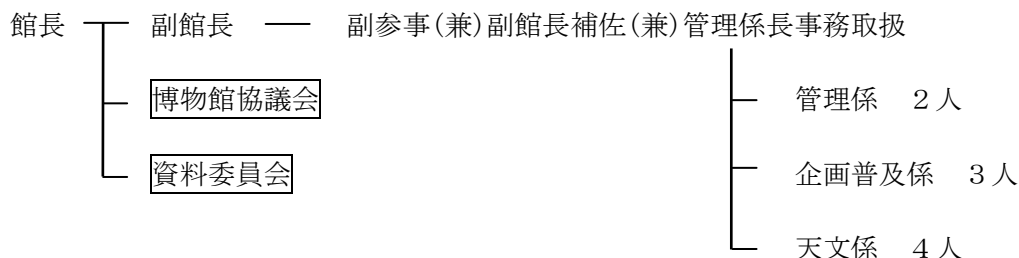 館長 副館長 副参事(兼)副館長補佐(兼)管理係長事務取扱
博物館協議会 管理係 2人
資料委員会 企画普及係 3人
天文係 4人